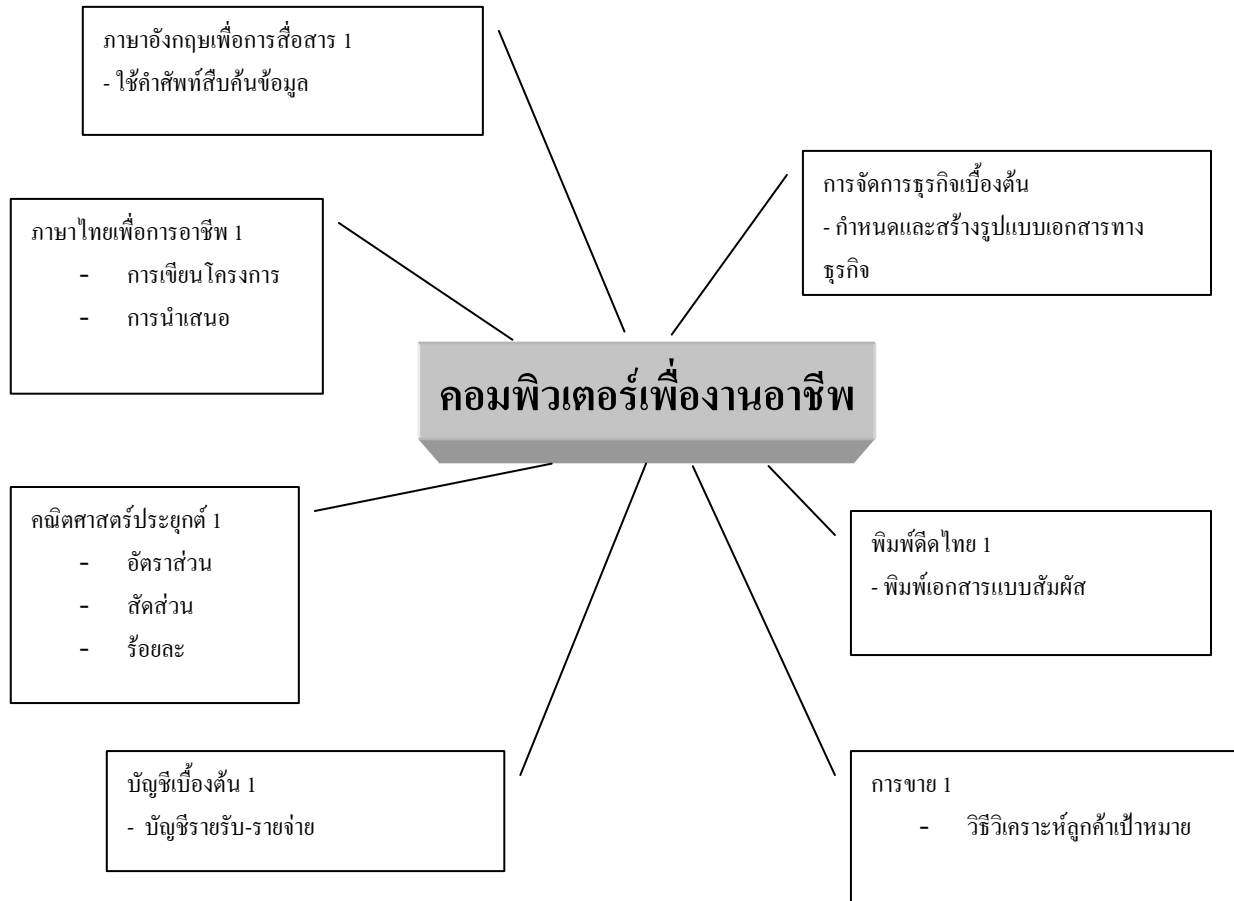 ภาษาอังกฤษเพื่อการสื่อสาร 1
- ใช้คำศัพท์สืบค้นข้อมูล
การจัดการธุรกิจเบื้องต้น
- กำหนดและสร้างรูปแบบเอกสารทาง
ธุรกิจ
ภาษาไทยเพื่อการอาชีพ 1
- การเขียนโครงการ
- การนำเสนอ
คอมพิวเตอร์เพื่องานอาชีพ
คณิตศาสตร์ประยุกต์ 1
- อัตราส่วน
- สัดส่วน
- ร้อยละ
พิมพ์ดีดไทย 1
- พิมพ์เอกสารแบบสัมผัส
บัญชีเบื้องต้น 1
- บัญชีรายรับ-รายจ่าย
การขาย 1
- วิธีวิเคราะห์ลูกค้าเป้าหมาย